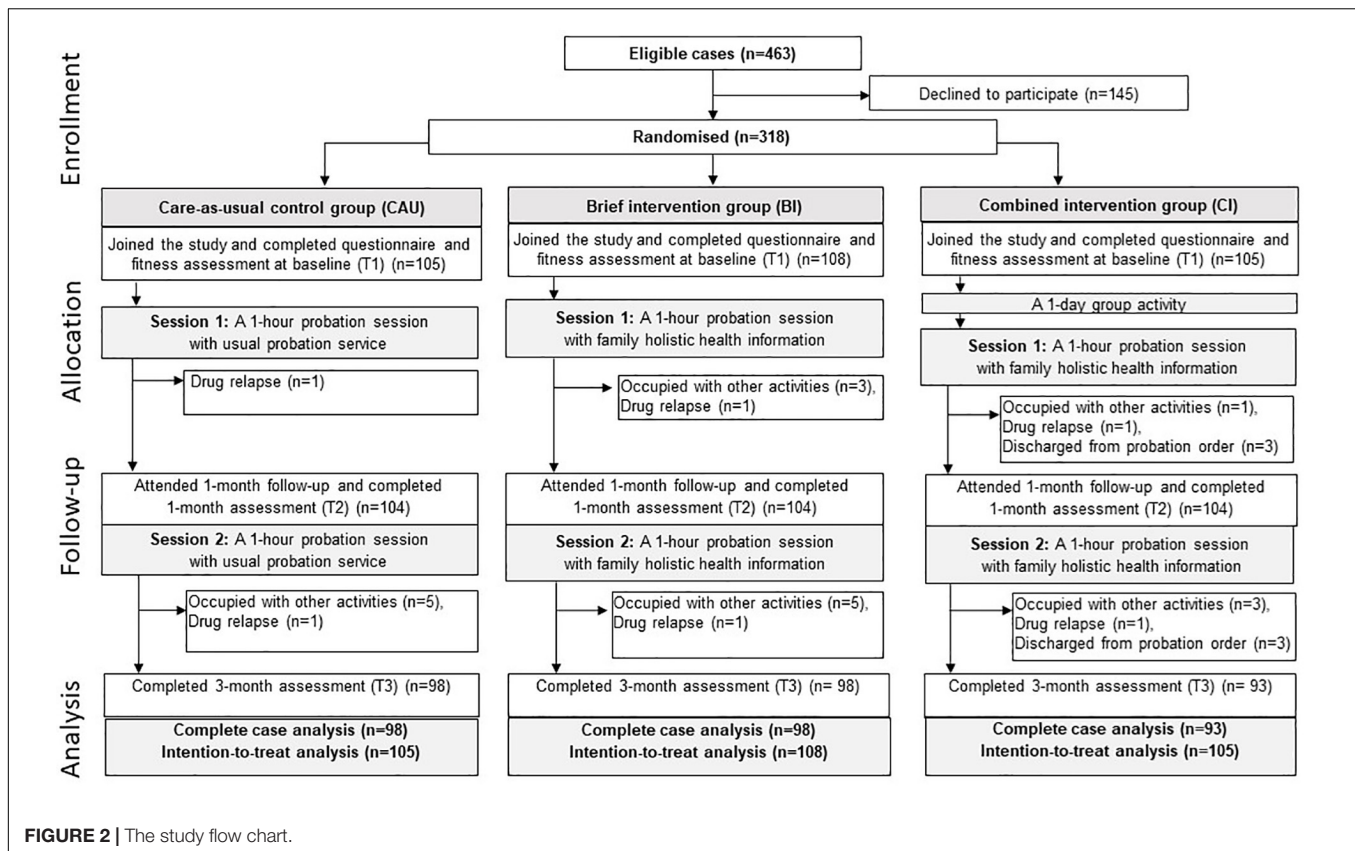 Enrollment
Eligible cases (n=463)
Declined to participate (n=145)
Randomised (n=318)
Allocation
Care-as-usual control group (CAU)
Joined the study and completed questionnaire and
fitness assessment at baseline (T1) (n=105)
Session 1: A 1-hour probation session
with usual probation service
Drug relapse (n=1)
Brief intervention group (BI)
Joined the study and completed questionnaire and
fitness assessment at baseline (T1) (n=108)
Session 1: A 1-hour probation session
with family holistic health information
Occupied with other activities (n=3),
Drug relapse (n=1)
Combined intervention group (CI)
Joined the study and completed questionnaire and
fitness assessment at baseline (T1) (n=105)
A 1-day group activity
Session 1: A 1-hour probation session
with family holistic health information
Occupied with other activities (n=1),
Drug relapse (n=1),
Discharged from probation order (n=3)
Follow-up
Attended 1-month follow-up and completed
1-month assessment (T2) (n=104)
Session 2: A 1-hour probation session
with usual probation service
Occupied with other activities (n=5),
Drug relapse (n=1)
Attended 1-month follow-up and completed
1-month assessment (T2) (n=104)
Session 2: A 1-hour probation session
with family holistic health information
Occupied with other activities (n=5),
Drug relapse (n=1)
Attended 1-month follow-up and completed
1-month assessment (T2) (n=104)
Session 2: A 1-hour probation session
with family holistic health information
Occupied with other activities (n=3),
Drug relapse (n=1),
Discharged from probation order (n=3)
Analysis
Completed 3-month assessment (T3) (n=98)
Complete case analysis (n=98)
Intention-to-treat analysis (n=105)
Completed 3-month assessment (T3) (n= 98)
Complete case analysis (n=98)
Intention-to-treat analysis (n=108)
Completed 3-month assessment (T3) (n= 93)
Complete case analysis (n=93)
Intention-to-treat analysis (n=105)
FIGURE 2 | The study flow chart.